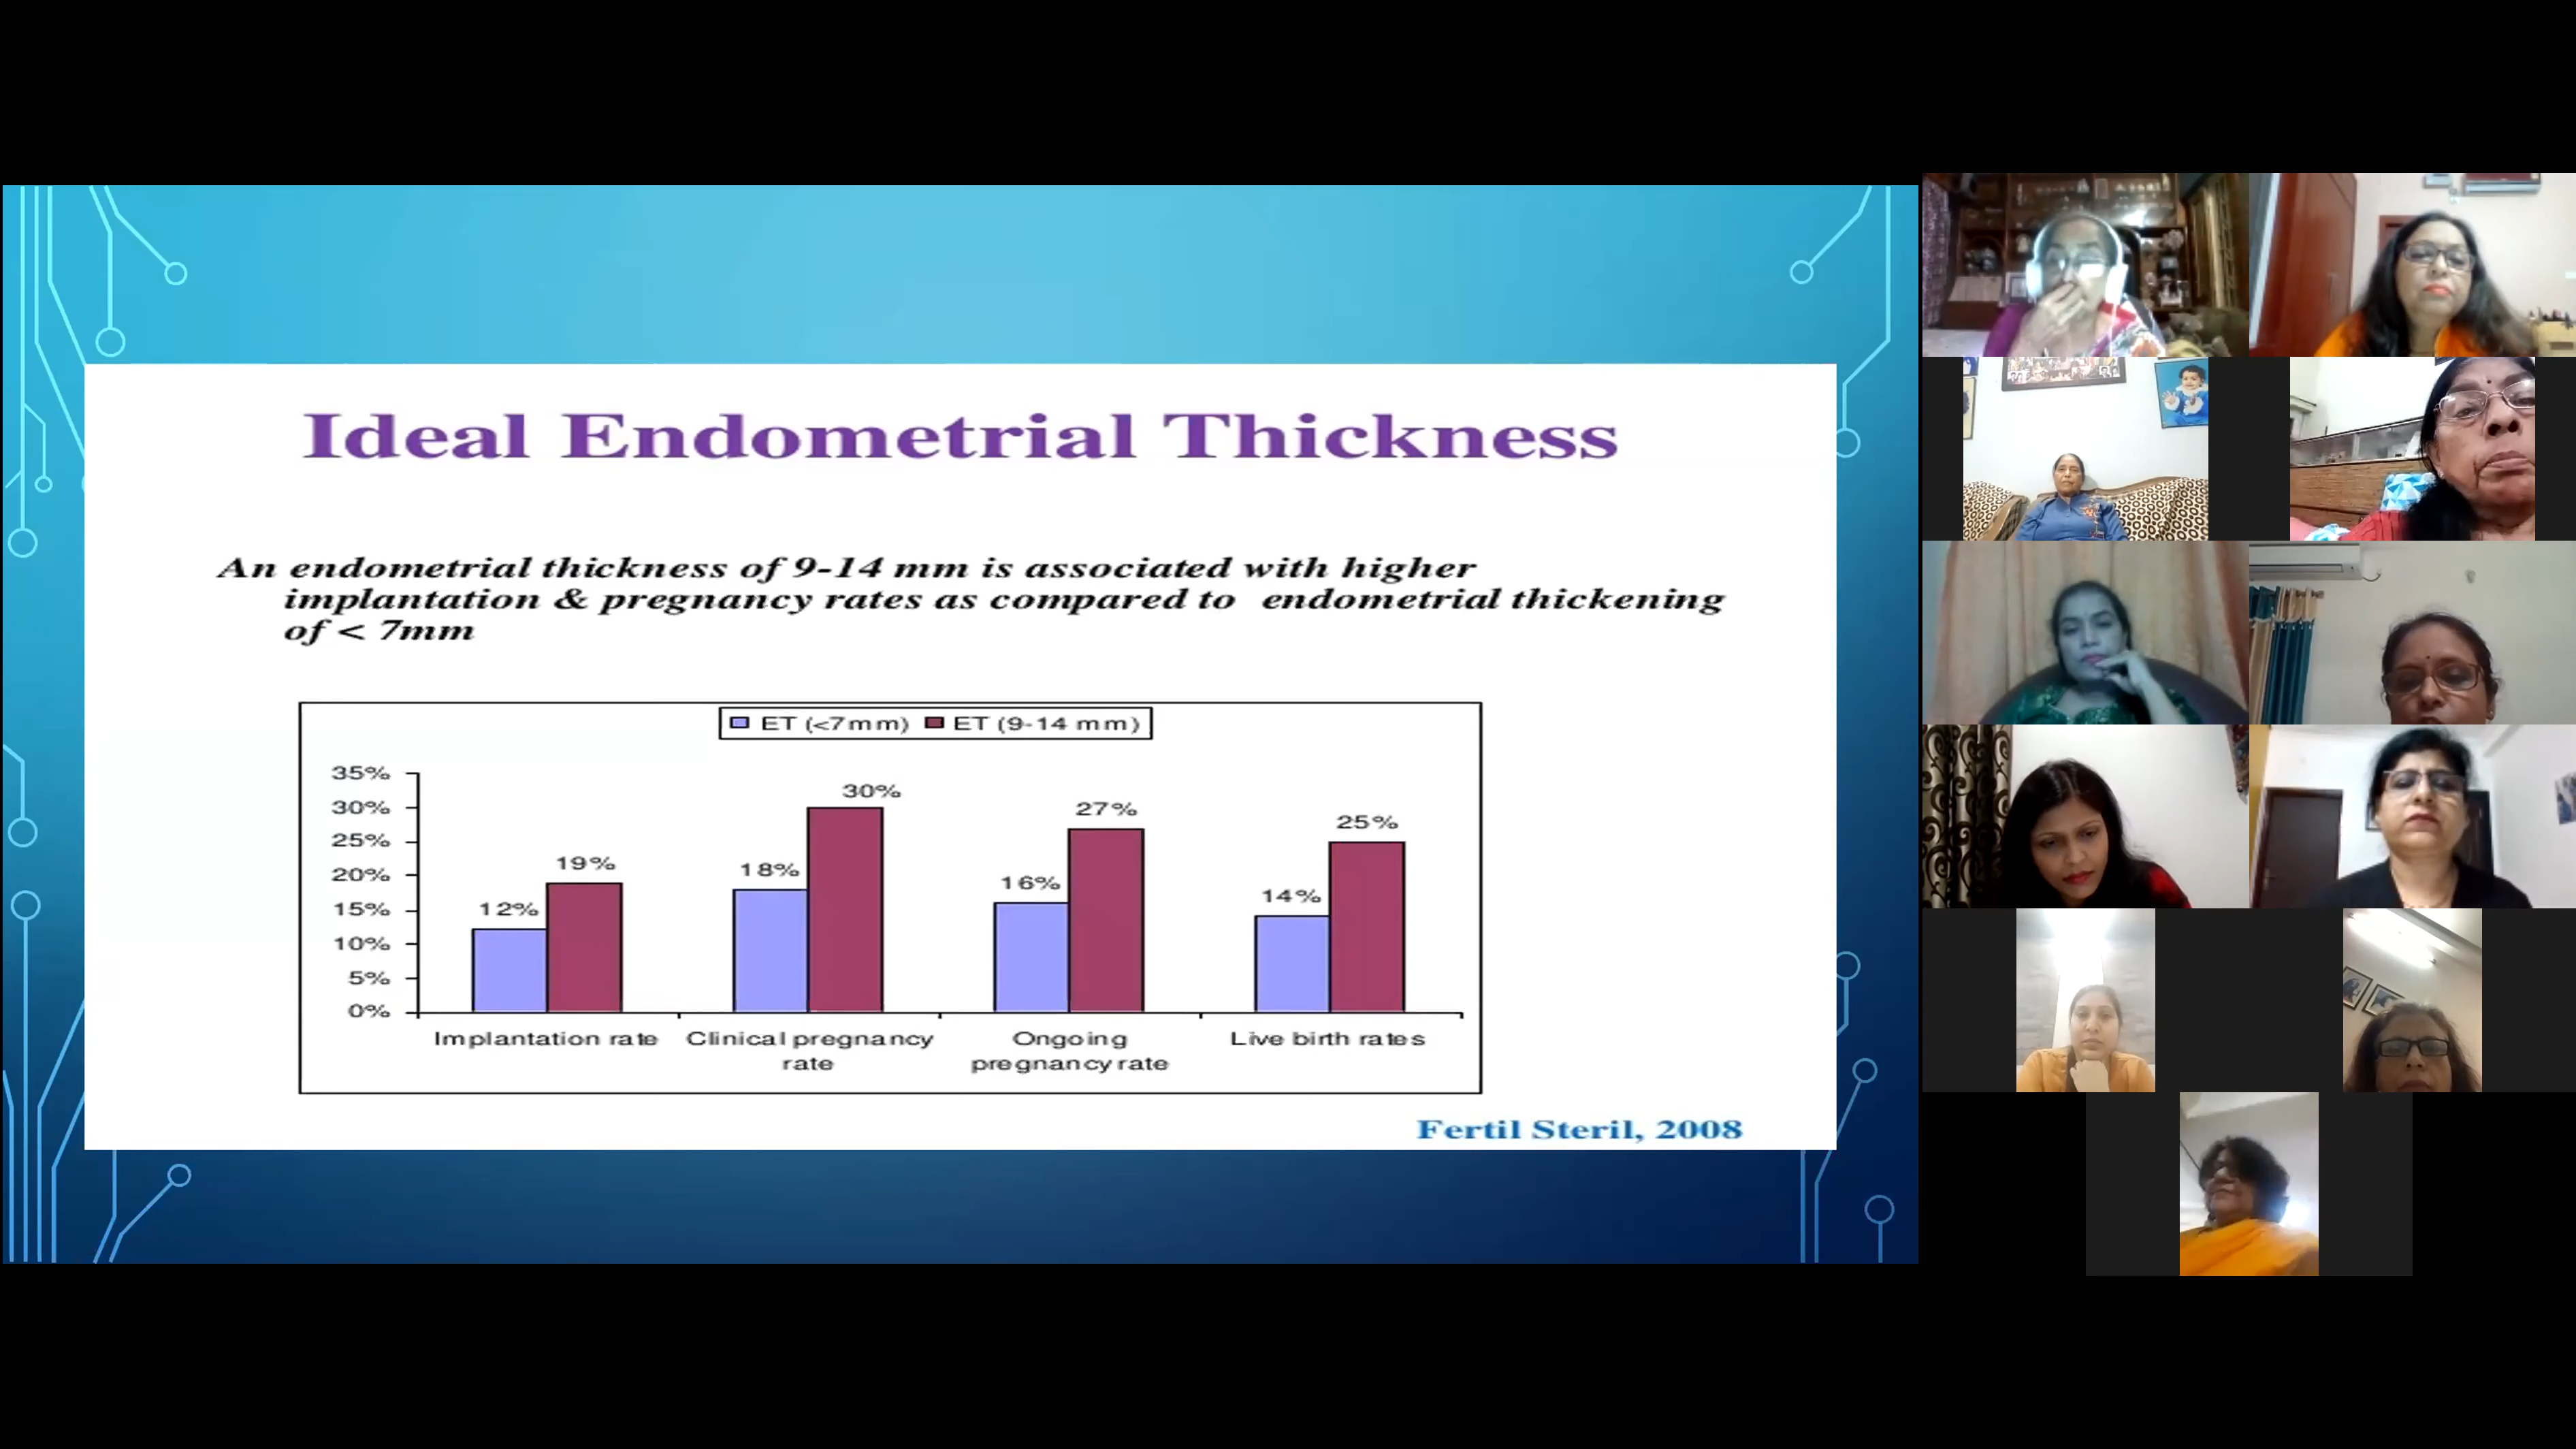 Ideal Endometrial Thickness
An endometrial thickness of 9-14 mm is associated with higher
implantation & pregnancy rates as compared to endometrial thickening
of < 7mm
ET (<7mm) ET (9-14 mm)
35%
30%
25%
20%
15%
10%
5%
0%
12%
19%
18%
30%
16%
27%
14%
25%
Implantation rate
Clinical pregnancy
rate
Ongoing
pregnancy rate
Live birth rates
Fertil Steril, 2008